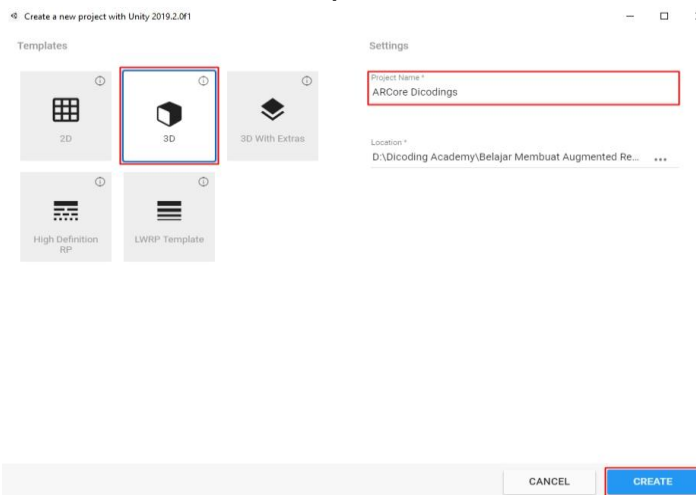 Create a new project with Unity 2019.2.0f1
Templates
2D
3D
3D With Extras
High Definition
RP
LWRP Template
Settings
Project Name *
ARCore Dicodings
Location *
D:\Dicoding Academy\Belajar Membuat Augmented Re... ...
CANCEL
CREATE